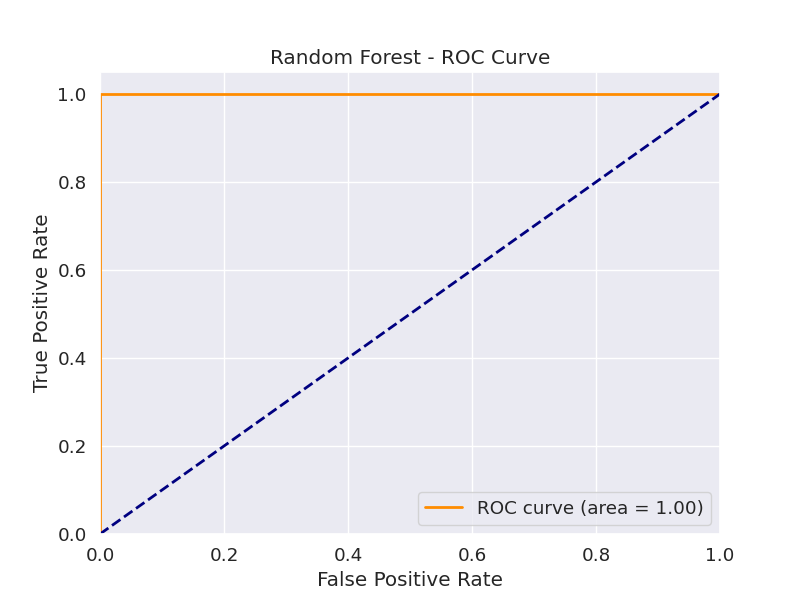 Random Forest - ROC Curve
True Positive Rate
1.0
0.8
0.6
0.4
0.2
0.0
ROC curve (area = 1.00)
0.0 0.2 0.4 0.6 0.8 1.0
False Positive Rate